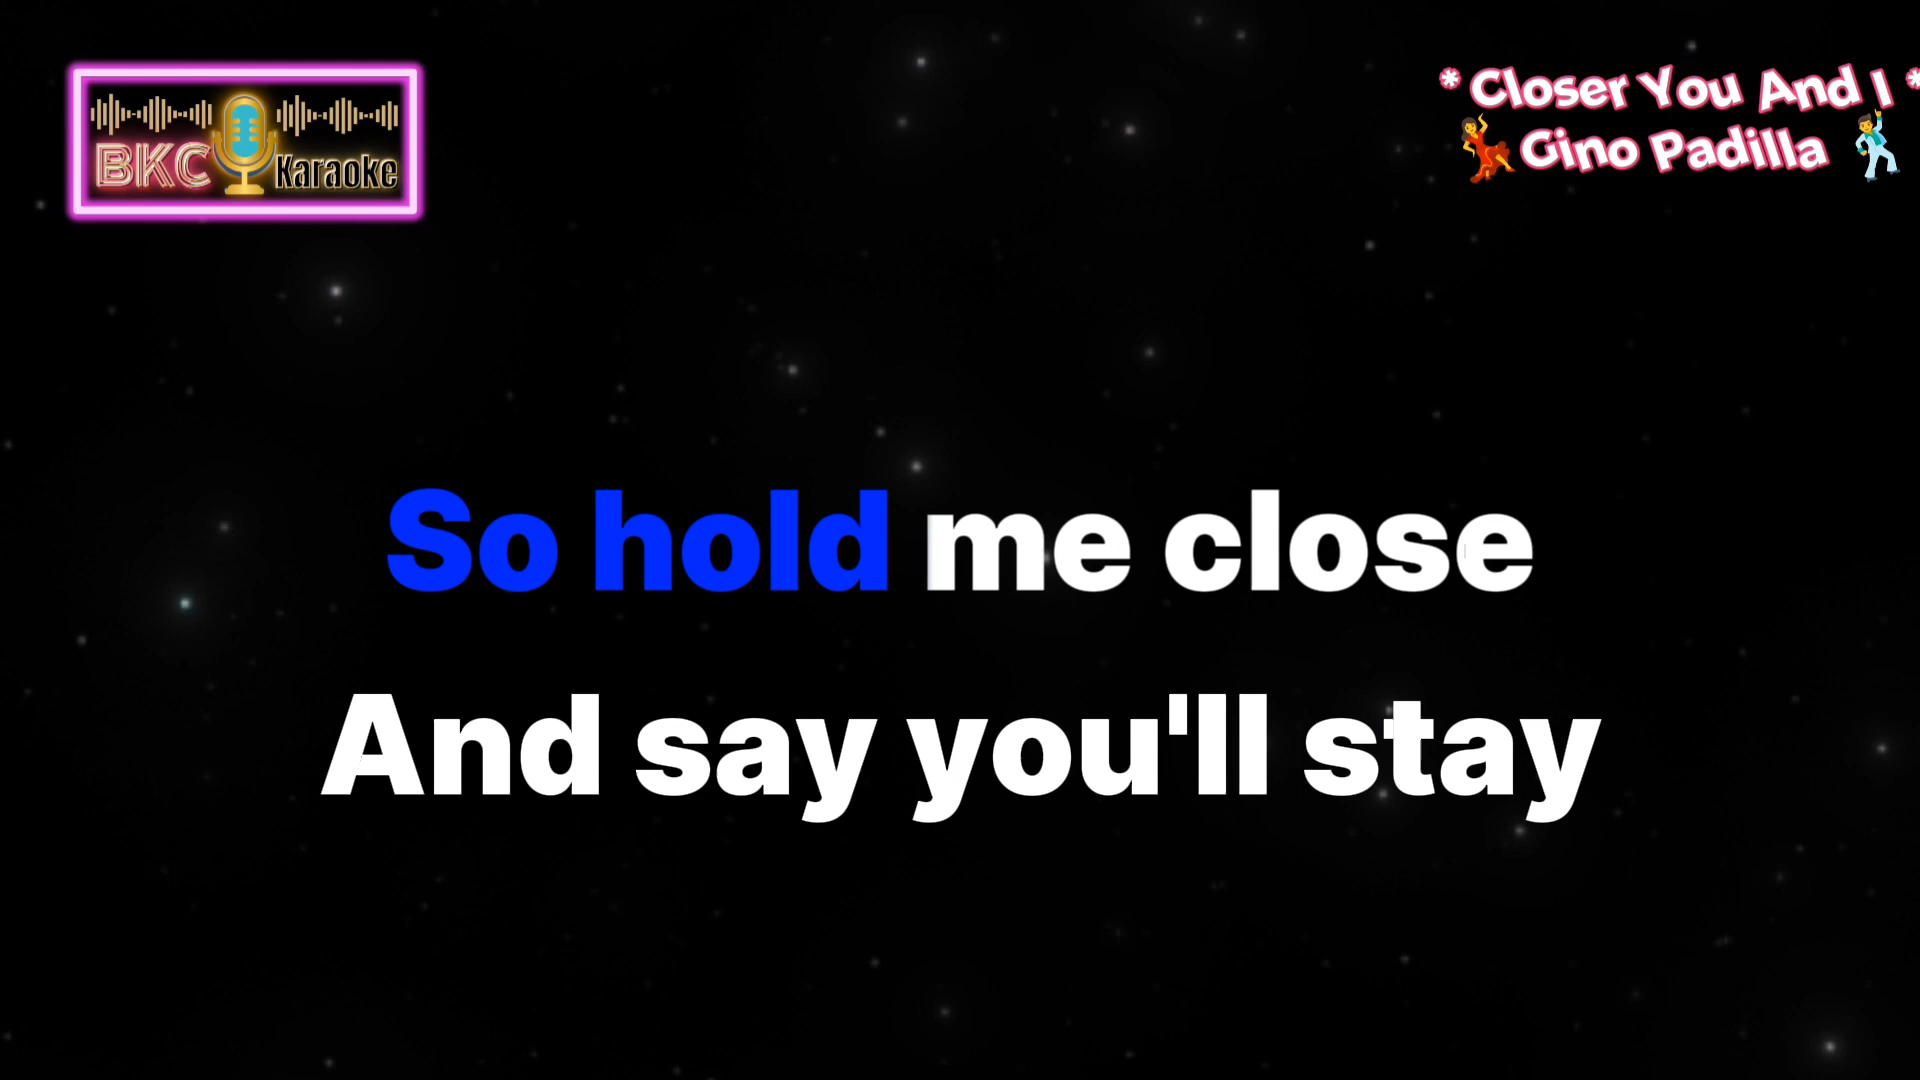 BKC Karaoke
* Closer You And I *
Gino Padilla
So hold me close
And say you'll stay